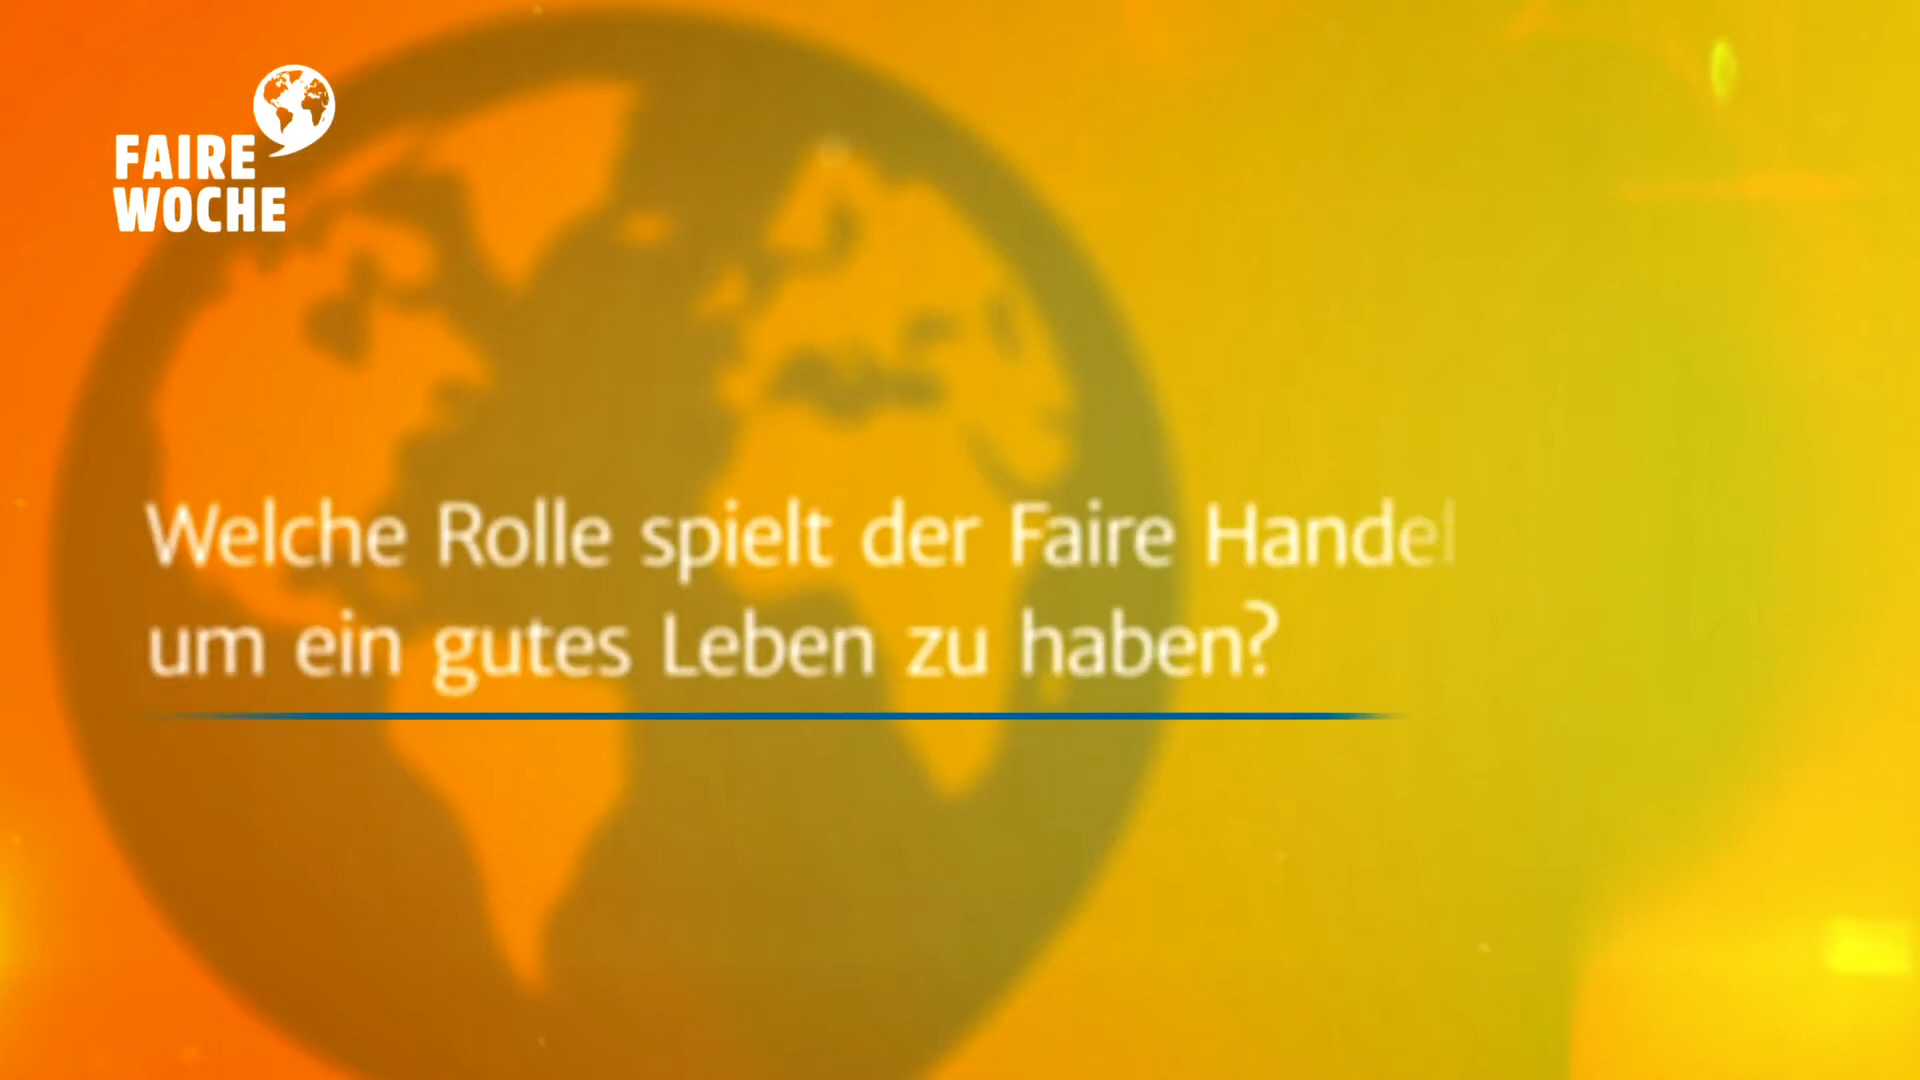 FAIRE
WOCHE
Welche Rolle spielt der Faire Handel
um ein gutes Leben zu haben?